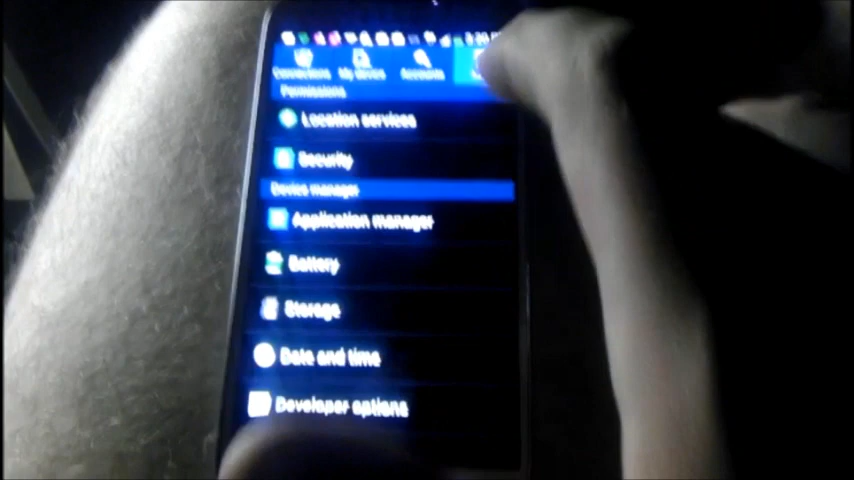 Connections My device Accounts
Permissions
Location services
Security
Device manager
Application manager
Battery
Storage
Date and time
Developer options